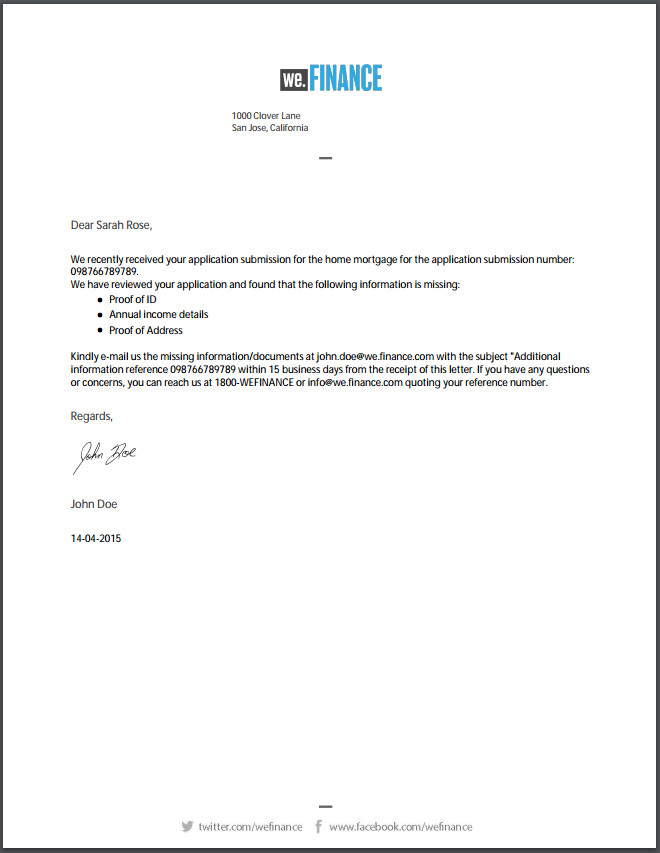 we.FINANCE
1000 Clover Lane
San Jose, California
Dear Sarah Rose,
We recently received your application submission for the home mortgage for the application submission number:
098766789789.
We have reviewed your application and found that the following information is missing:
● Proof of ID
● Annual income details
● Proof of Address
Kindly e-mail us the missing information/documents at john.doe@we.finance.com with the subject "Additional
information reference 098766789789 within 15 business days from the receipt of this letter. If you have any questions
or concerns, you can reach us at 1800-WEFINANCE or info@we.finance.com quoting your reference number.
Regards,
John Doe
John Doe
14-04-2015
twitter.com/wefinance f www.facebook.com/wefinance